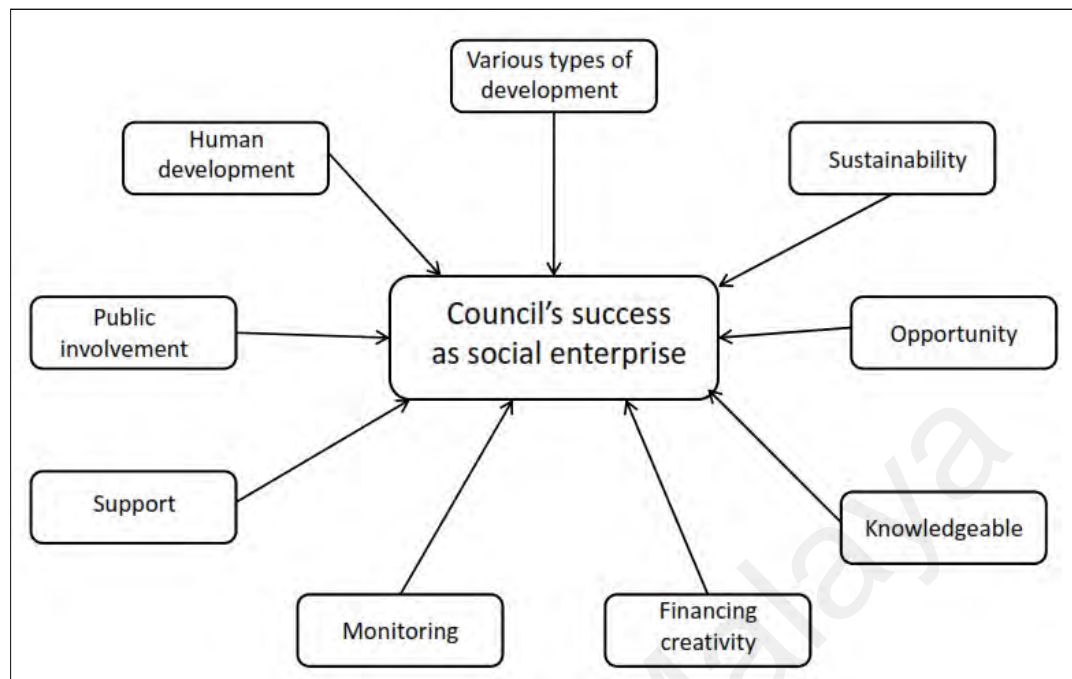 Various types of
development
Human
development
Sustainability
Council’s success
as social enterprise
Public
involvement
Opportunity
Support
Knowledgeable
Monitoring
Financing
creativity
Malaya